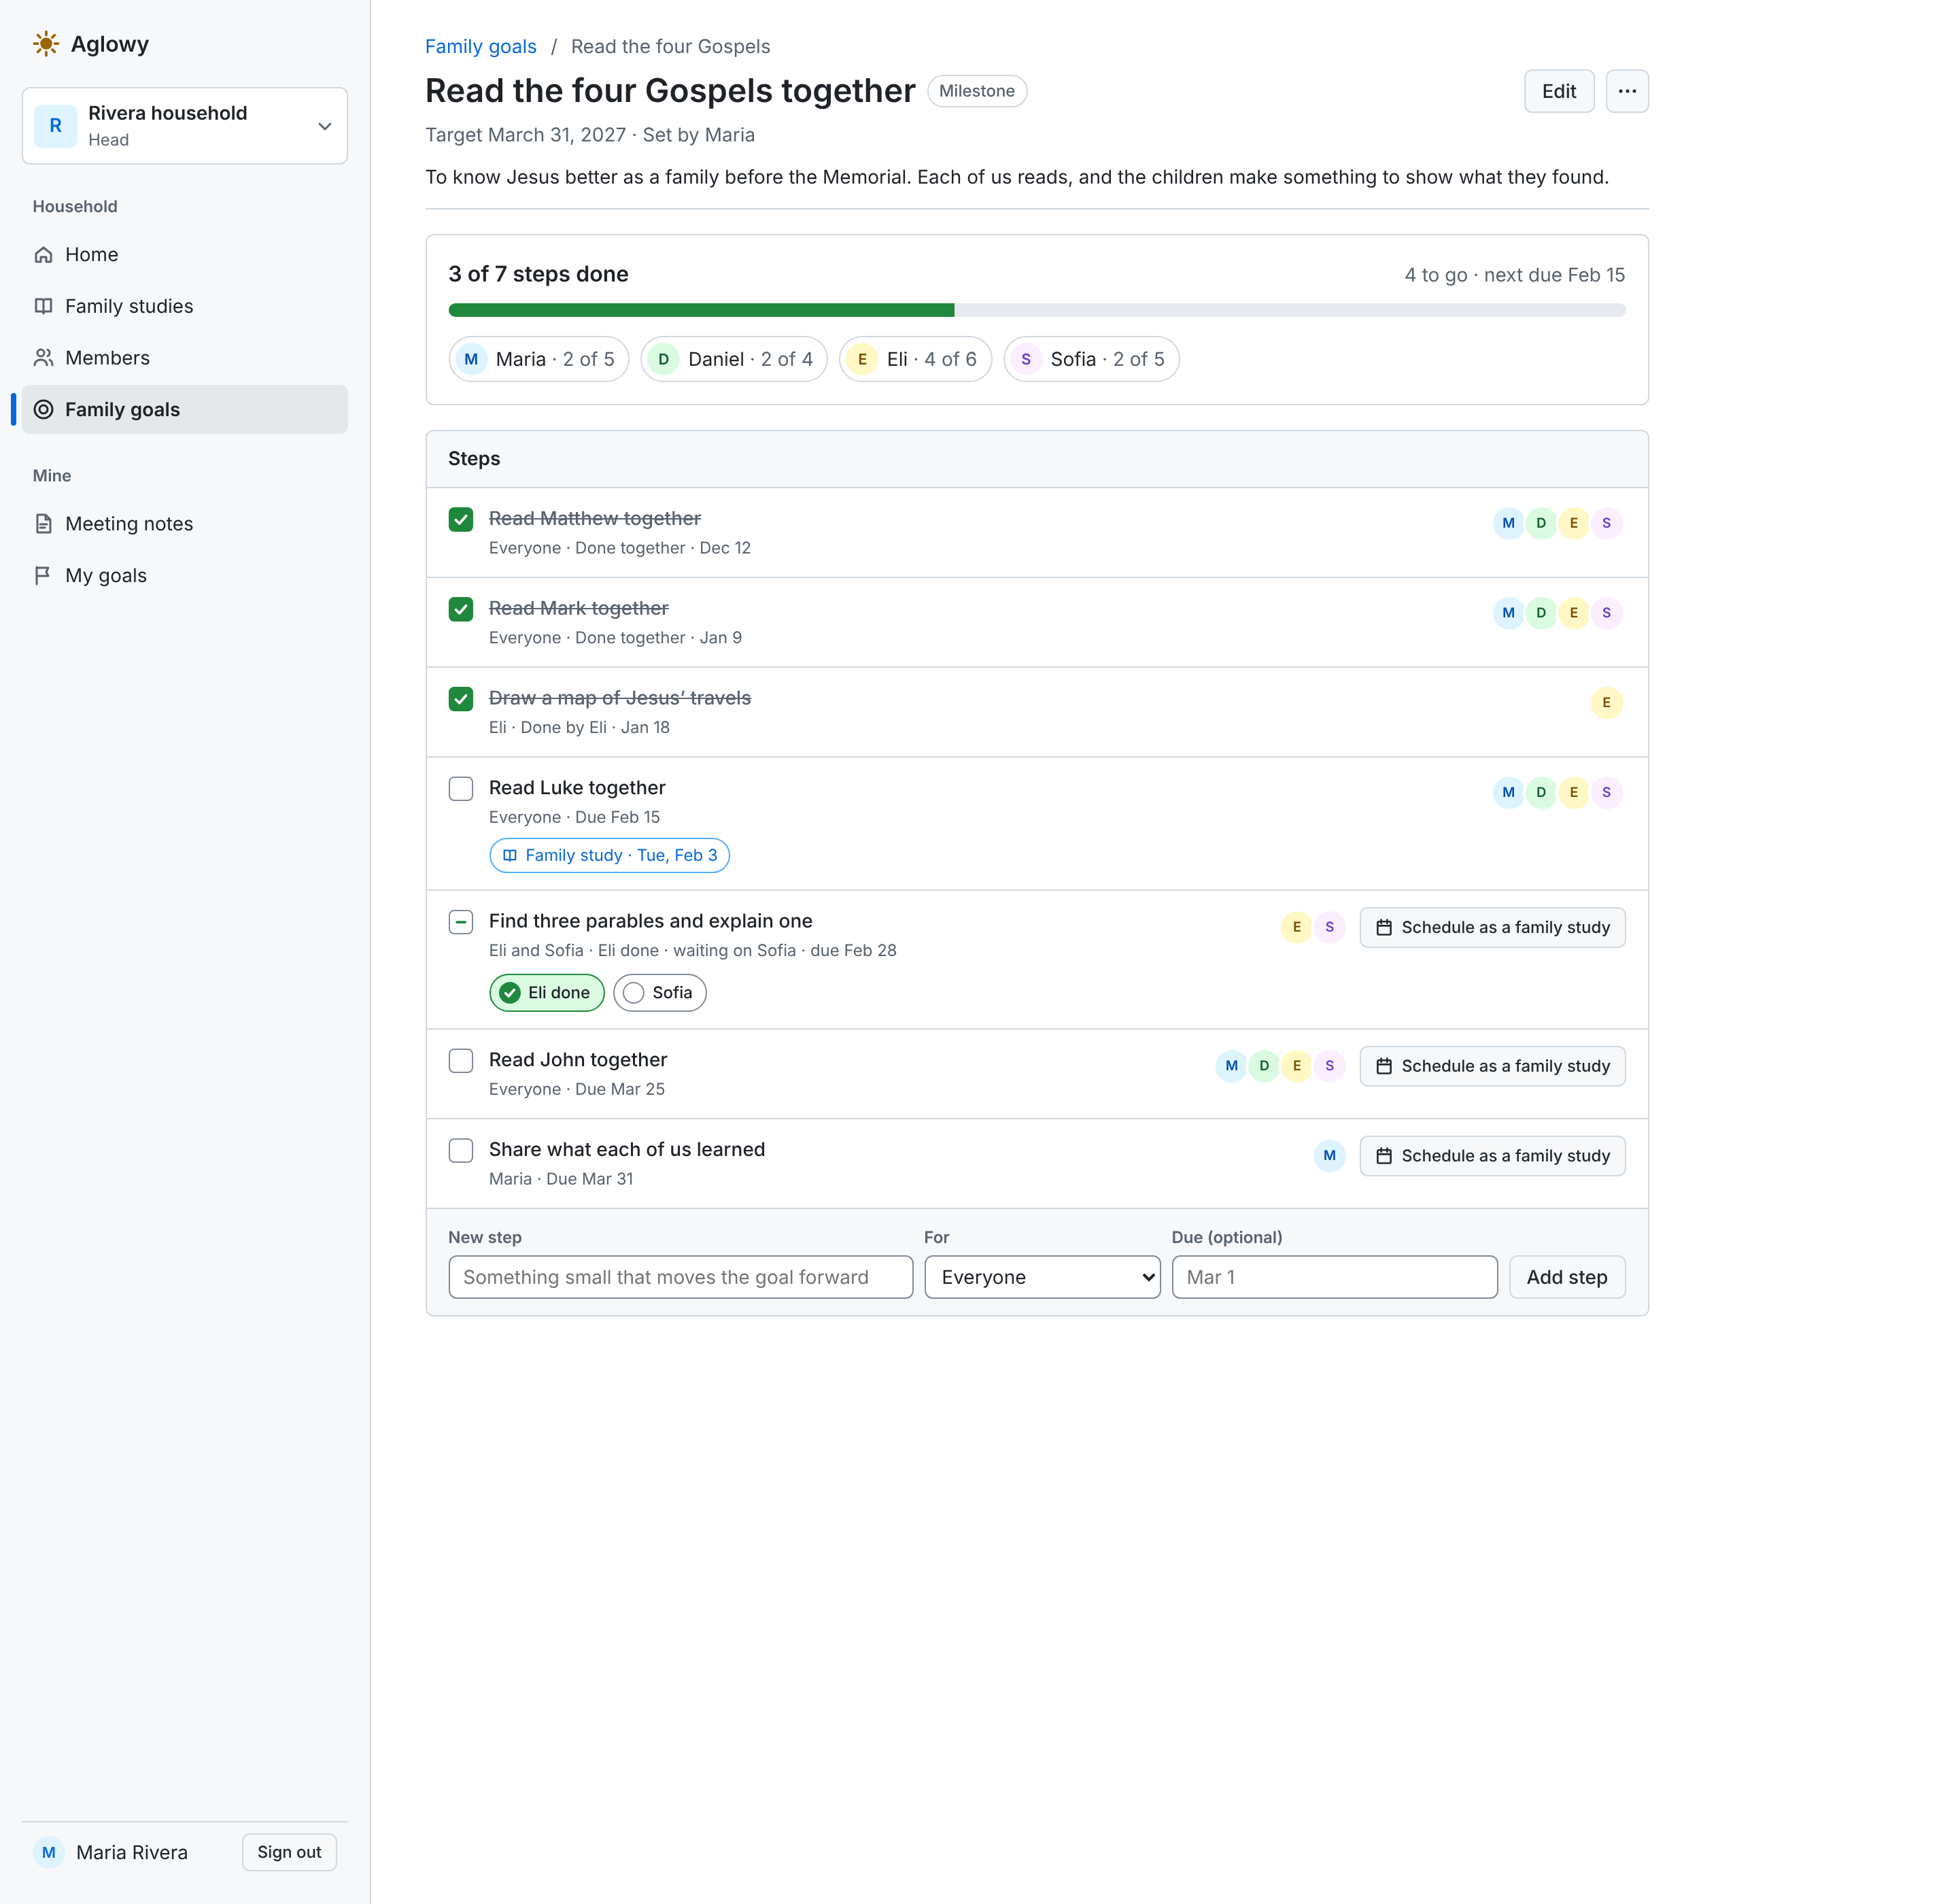 Aglowy
R
Rivera household
Head
Household
Home
Family studies
Members
Family goals
Mine
Meeting notes
My goals
M
Maria Rivera
Sign out
Family goals / Read the four Gospels
Read the four Gospels together
Milestone
Edit
Target March 31, 2027 · Set by Maria
To know Jesus better as a family before the Memorial. Each of us reads, and the children make something to show what they found.
3 of 7 steps done
4 to go · next due Feb 15
M Maria · 2 of 5
D Daniel · 2 of 4
E Eli · 4 of 6
S Sofia · 2 of 5
Steps
Read Matthew together
M D E S
Everyone · Done together · Dec 12
Read Mark together
M D E S
Everyone · Done together · Jan 9
Draw a map of Jesus’ travels
E
Eli · Done by Eli · Jan 18
Read Luke together
M D E S
Everyone · Due Feb 15
Family study · Tue, Feb 3
Find three parables and explain one
E S
Schedule as a family study
Eli and Sofia · Eli done · waiting on Sofia · due Feb 28
Eli done
Sofia
Read John together
M D E S
Schedule as a family study
Everyone · Due Mar 25
Share what each of us learned
M
Schedule as a family study
Maria · Due Mar 31
New step
For
Due (optional)
Something small that moves the goal forward
Everyone
Mar 1
Add step